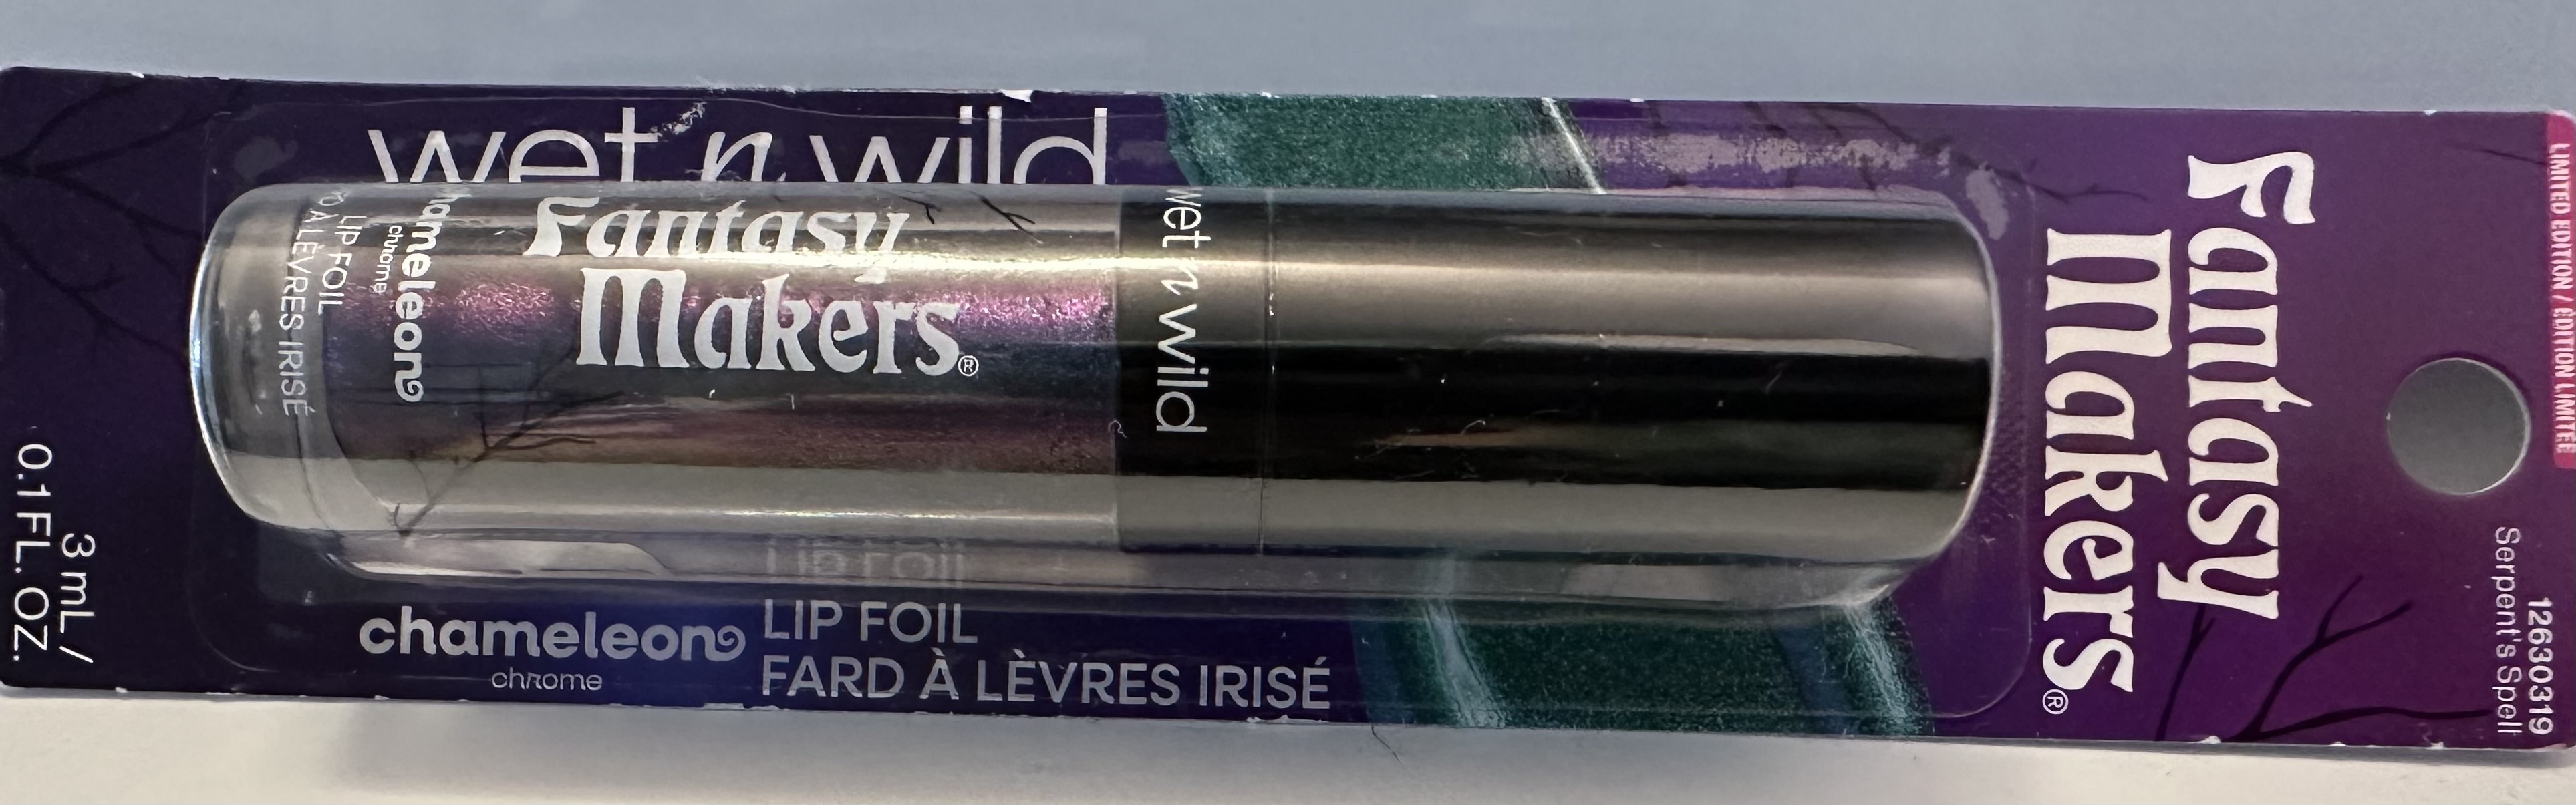 wet n wild
Fantasy
Makers®
chameleon
chrome
LIP FOIL
FARD À LÈVRES IRISÉ
wet n wild
chameleon
chrome
LIP FOIL
FARD À LÈVRES IRISÉ
3 mL /
0.1 FL. OZ.
Fantasy
Makers®
LIMITED EDITION / ÉDITION LIMITÉE
12630319
Serpent's Spell